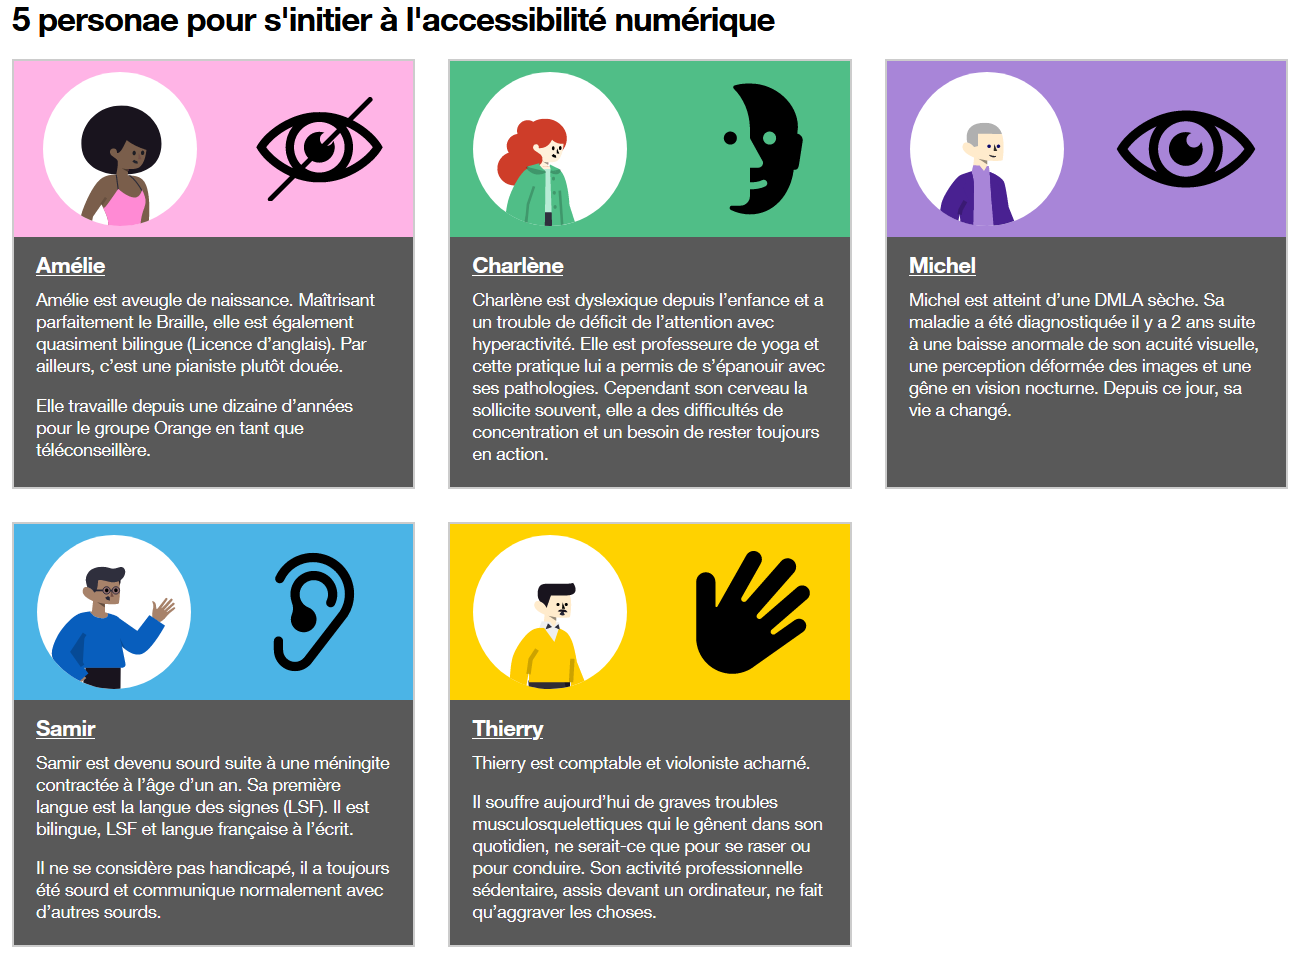 5 personae pour s'initier à l'accessibilité numérique
Amélie
Amélie est aveugle de naissance. Maîtrisant
parfaitement le Braille, elle est également
quasiment bilingue (Licence d’anglais). Par
ailleurs, c’est une pianiste plutôt douée.
Elle travaille depuis une dizaine d’années
pour le groupe Orange en tant que
téléconseillère.
Charlène
Charlène est dyslexique depuis l’enfance et a
un trouble de déficit de l’attention avec
hyperactivité. Elle est professeure de yoga et
cette pratique lui a permis de s’épanouir avec
ses pathologies. Cependant son cerveau la
sollicite souvent, elle a des difficultés de
concentration et un besoin de rester toujours
en action.
Michel
Michel est atteint d’une DMLA sèche. Sa
maladie a été diagnostiquée il y a 2 ans suite
à une baisse anormale de son acuité visuelle,
une perception déformée des images et une
gêne en vision nocturne. Depuis ce jour, sa
vie a changé.
Samir
Samir est devenu sourd suite à une méningite
contractée à l’âge d’un an. Sa première
langue est la langue des signes (LSF). Il est
bilingue, LSF et langue française à l’écrit.
Il ne se considère pas handicapé, il a toujours
été sourd et communique normalement avec
d’autres sourds.
Thierry
Thierry est comptable et violoniste acharné.
Il souffre aujourd’hui de graves troubles
musculosquelettiques qui le gênent dans son
quotidien, ne serait-ce que pour se raser ou
pour conduire. Son activité professionnelle
sédentaire, assis devant un ordinateur, ne fait
qu’aggraver les choses.